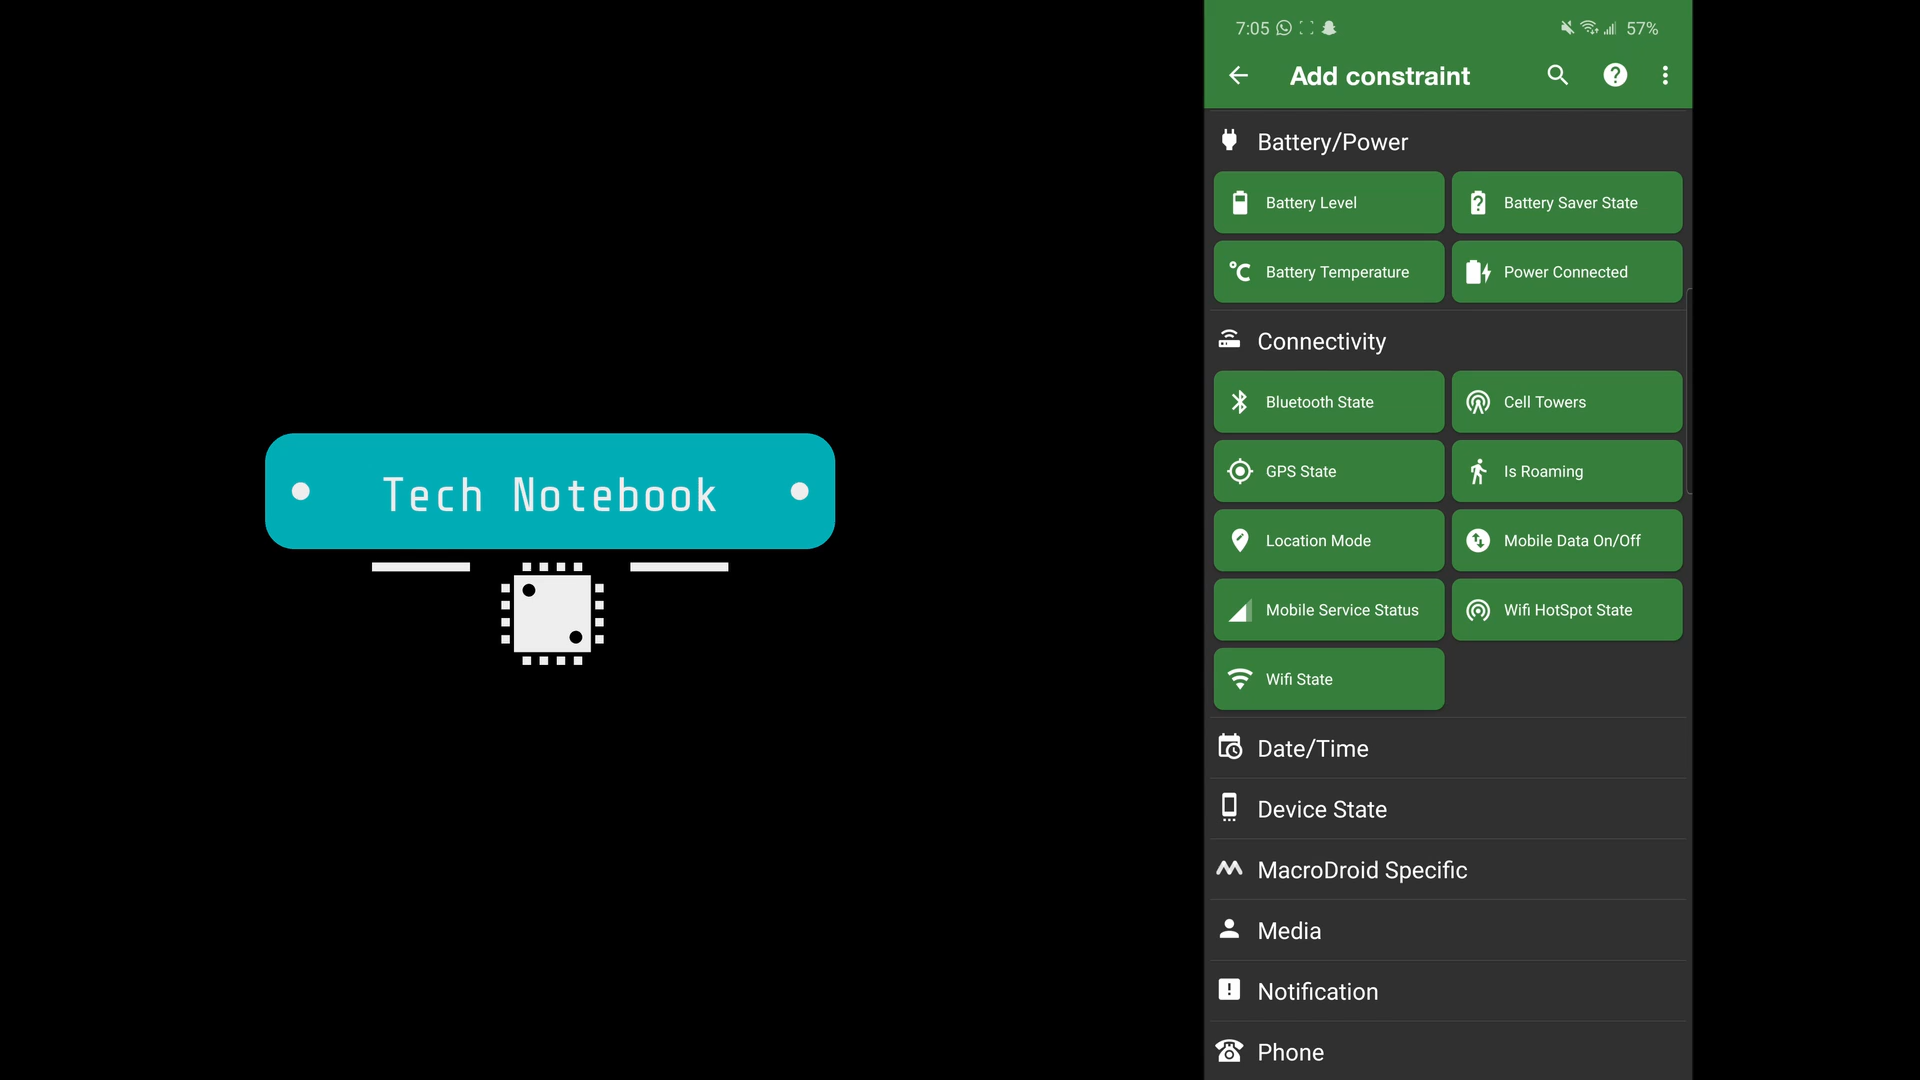 Tech Notebook
7:05
57%
Add constraint
Battery/Power
Battery Level
Battery Saver State
°C Battery Temperature
Power Connected
Connectivity
Bluetooth State
Cell Towers
GPS State
Is Roaming
Location Mode
Mobile Data On/Off
Mobile Service Status
Wifi HotSpot State
Wifi State
Date/Time
Device State
MacroDroid Specific
Media
Notification
Phone